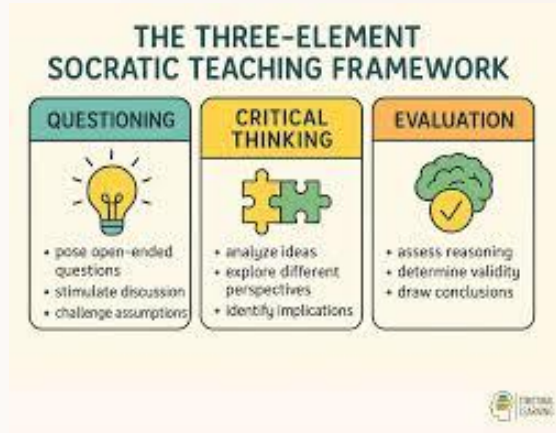 THE THREE-ELEMENT
SOCRATIC TEACHING FRAMEWORK
QUESTIONING
• pose open-ended
questions
• stimulate discussion
• challenge assumptions
CRITICAL
THINKING
• analyze ideas
• explore different
perspectives
• identify implications
EVALUATION
• assess reasoning
• determine validity
• draw conclusions
LEARNING